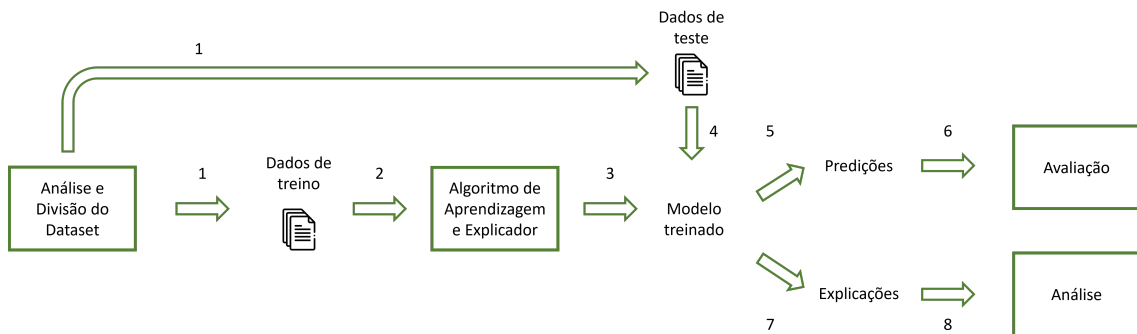 Dados de
teste
1
4
5
6
Análise e
Divisão do
Dataset
1
Dados de
treino
2
Algoritmo de
Aprendizagem
e Explicador
3
Modelo
treinado
Predições
Avaliação
Explicações
Análise
7
8